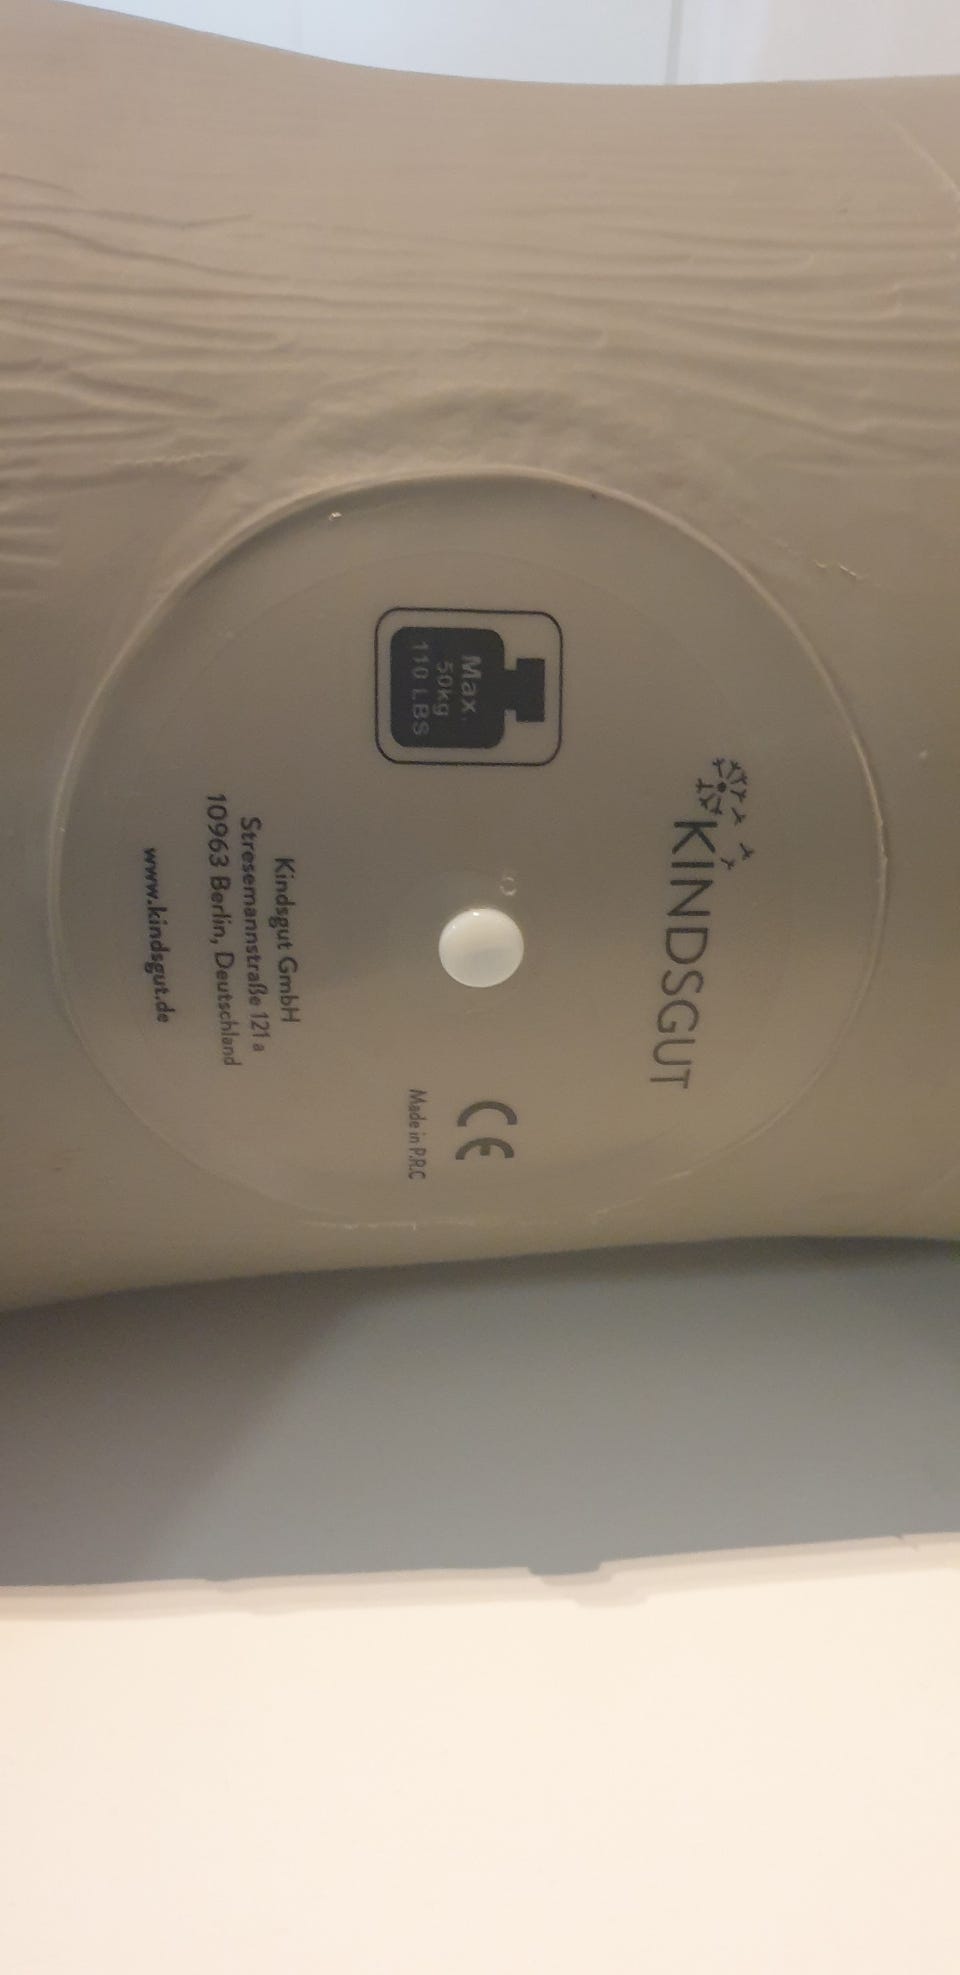 KINDSGUT
Max.
50kg
110 LBS
CE
Made in P.R.C
Kindsgut GmbH
Stresemannstraße 121 a
10963 Berlin, Deutschland
www.kindsgut.de